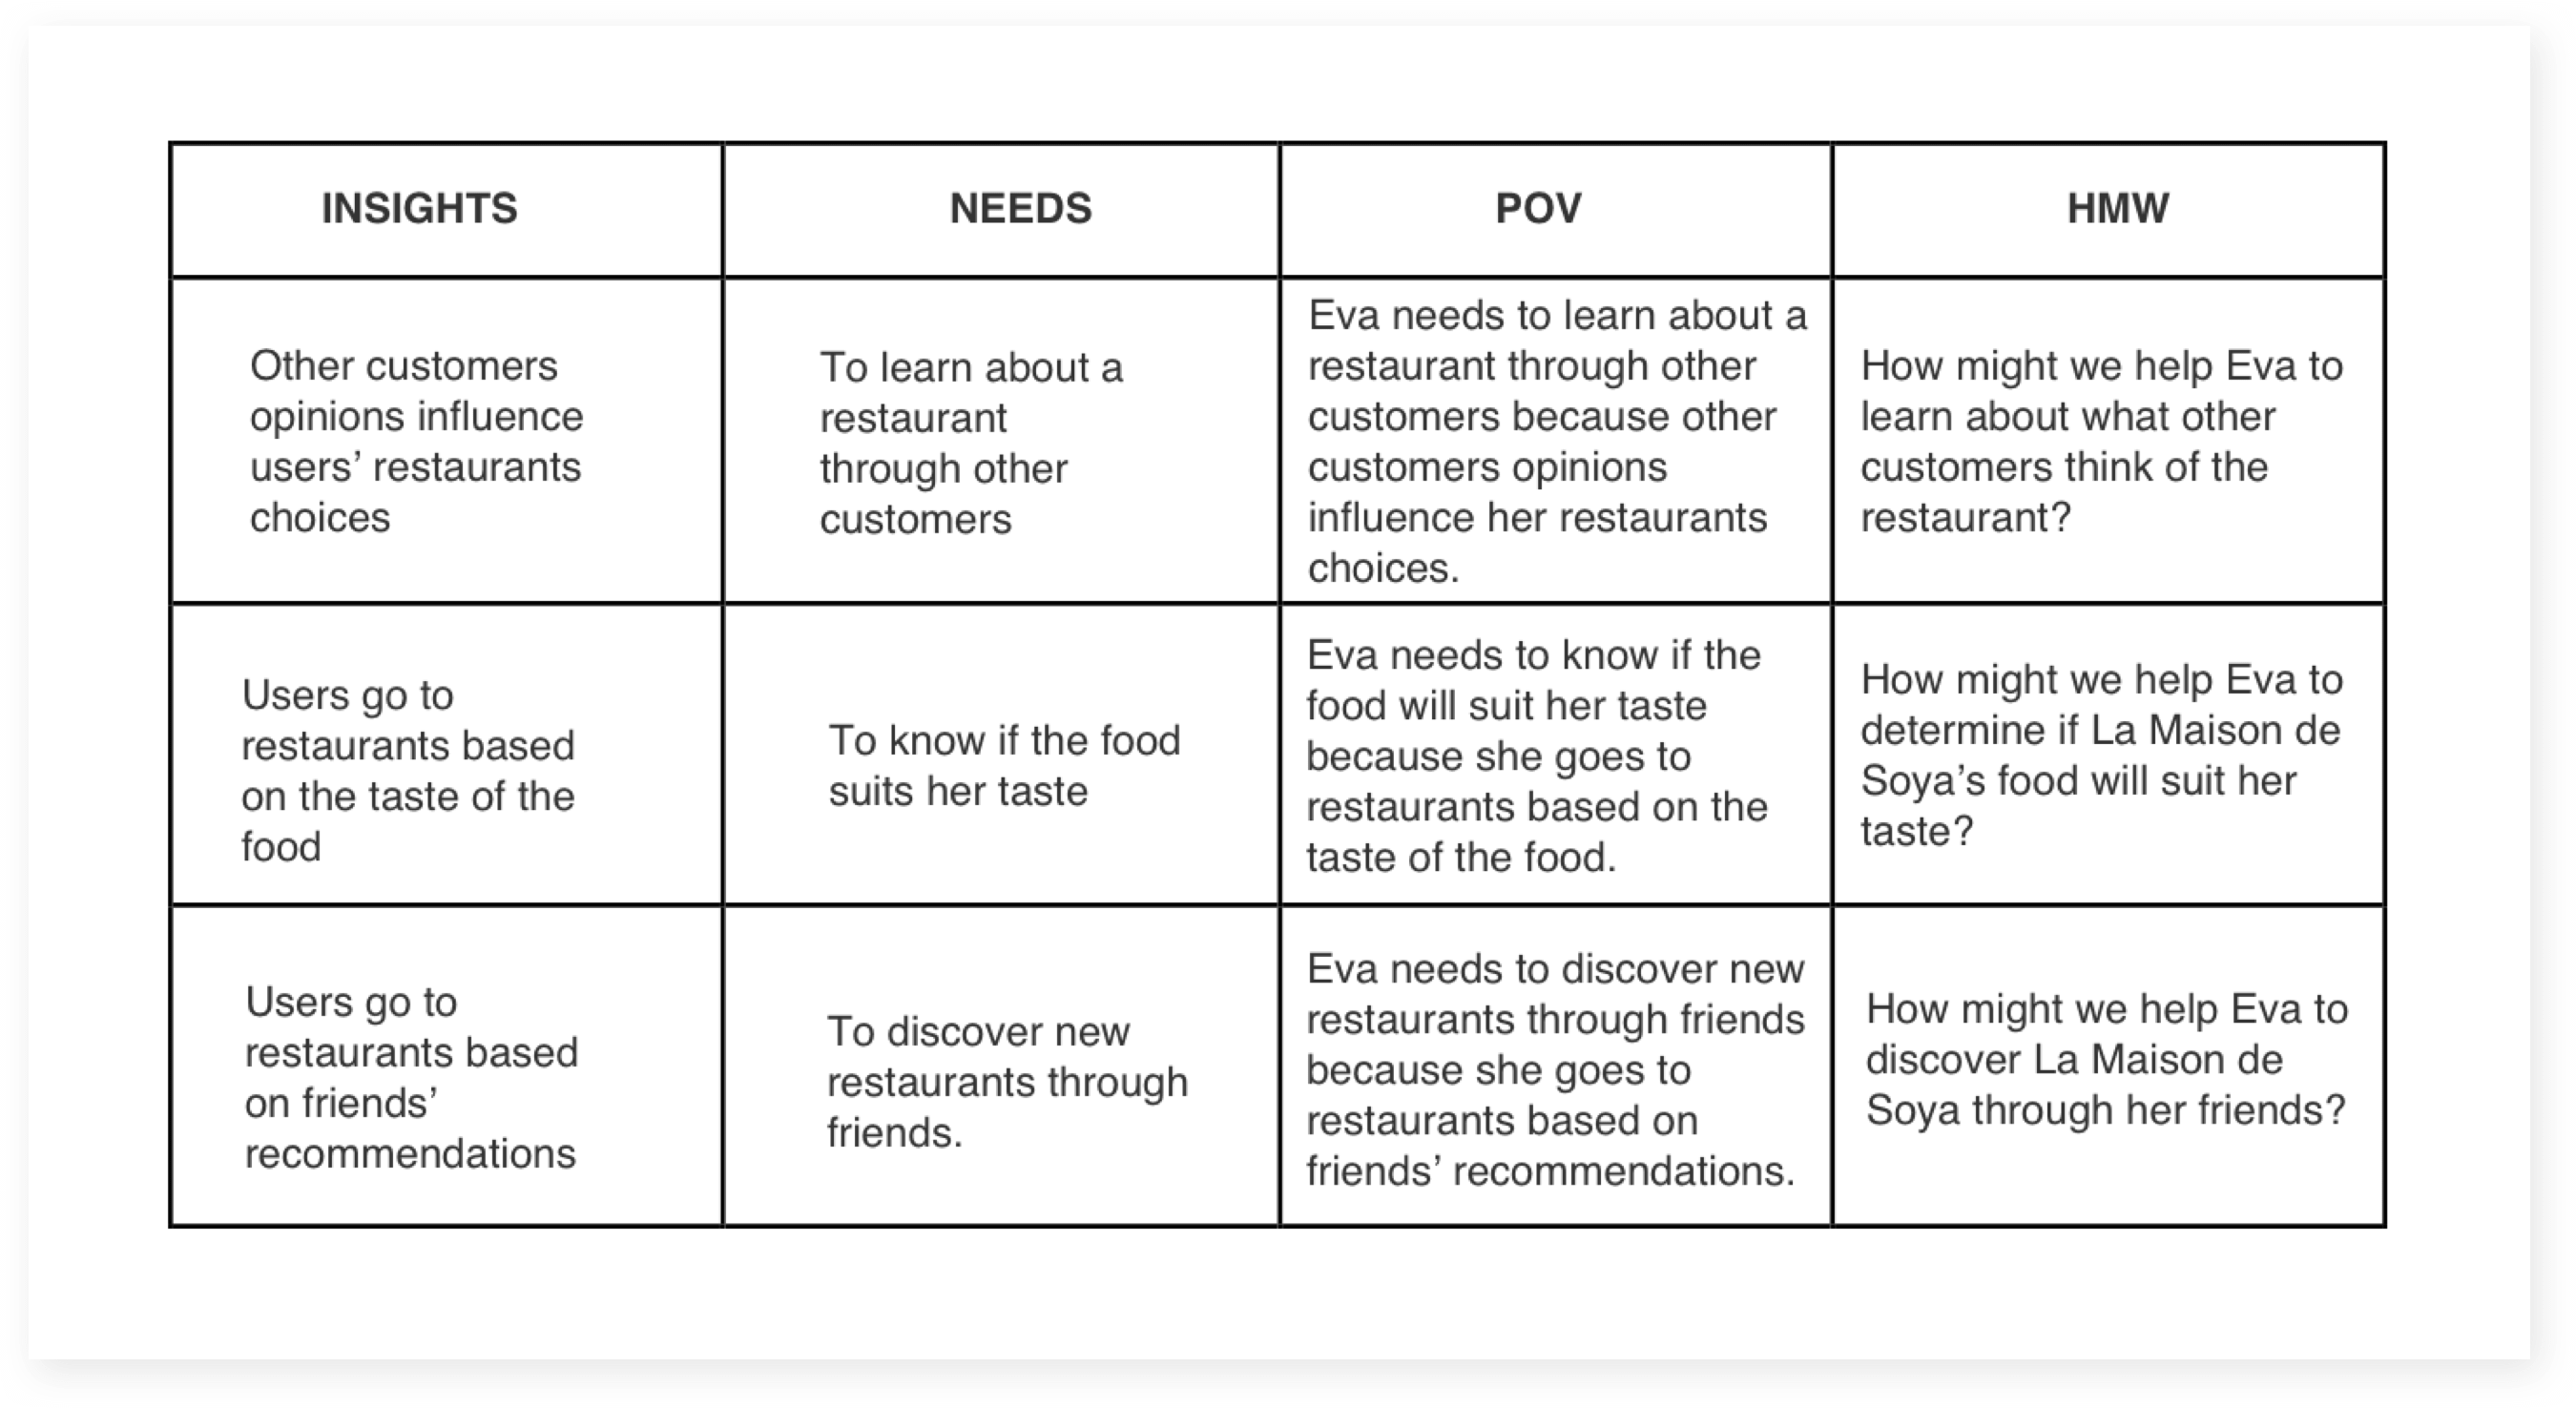 INSIGHTS
NEEDS
POV
HMW
Other customers
opinions influence
users’ restaurants
choices
To learn about a
restaurant
through other
customers
Eva needs to learn about a
restaurant through other
customers because other
customers opinions
influence her restaurants
choices.
How might we help Eva to
learn about what other
customers think of the
restaurant?
Users go to
restaurants based
on the taste of the
food
To know if the food
suits her taste
Eva needs to know if the
food will suit her taste
because she goes to
restaurants based on the
taste of the food.
How might we help Eva to
determine if La Maison de
Soya’s food will suit her
taste?
Users go to
restaurants based
on friends’
recommendations
To discover new
restaurants through
friends.
Eva needs to discover new
restaurants through friends
because she goes to
restaurants based on
friends’ recommendations.
How might we help Eva to
discover La Maison de
Soya through her friends?